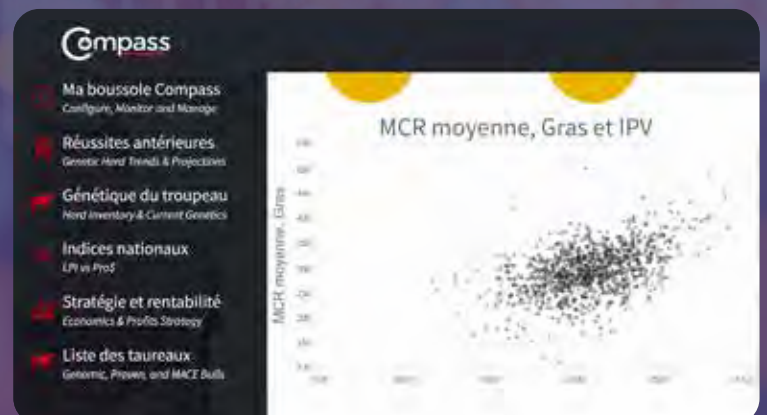 Compass
Ma boussole Compass
Configure, Monitor and Manage
Réussites antérieures
Genetic Herd Trends & Projections
Génétique du troupeau
Herd Inventory & Current Genetics
Indices nationaux
LPI vs Pro$
Stratégie et rentabilité
Economics & Profits Strategy
Liste des taureaux
Genomic, Proven, and MACE Bulls
MCR moyenne, Gras et IPV
MCR moyenne, Gras